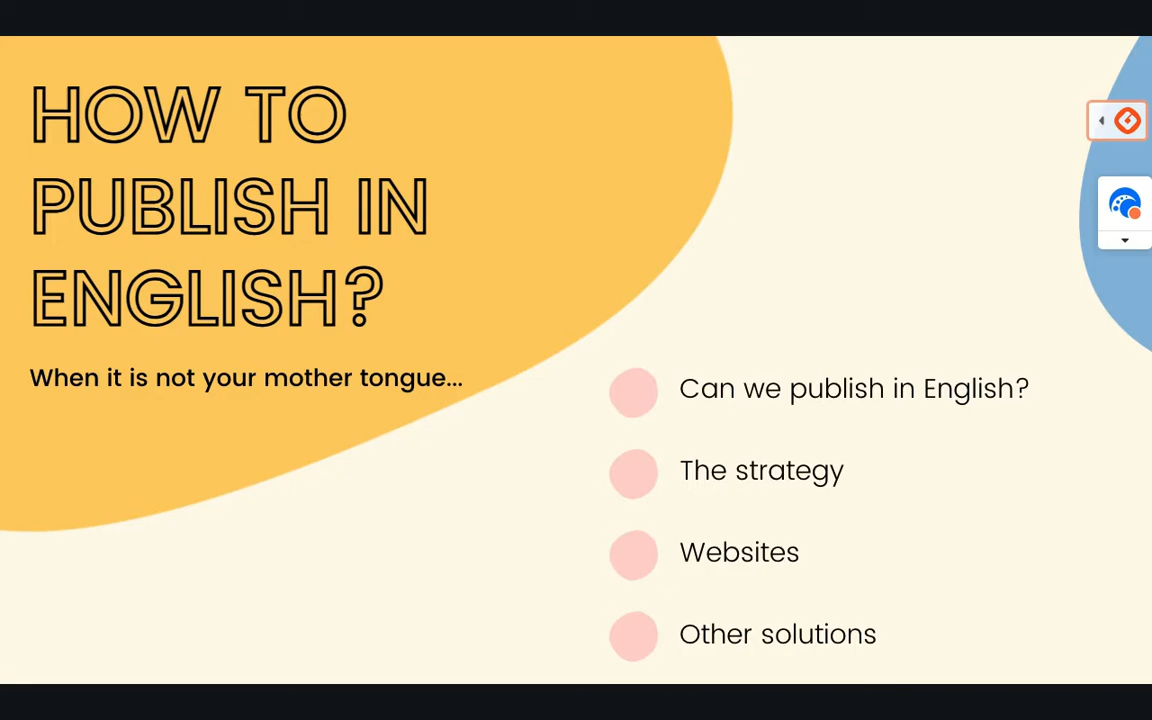 HOW TO
PUBLISH IN
ENGLISH?
When it is not your mother tongue...
Can we publish in English?
The strategy
Websites
Other solutions